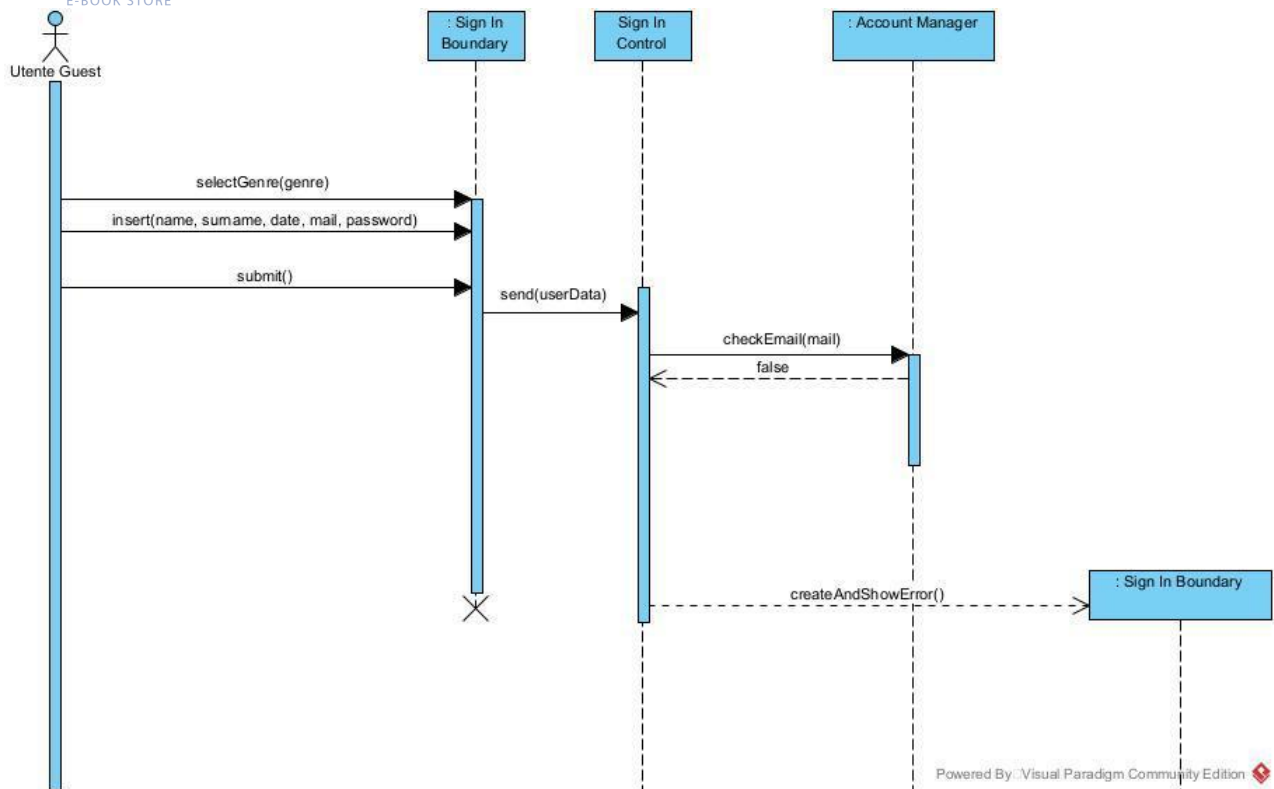 E-BOOK STORE
: Sign In
Boundary
Sign In
Control
: Account Manager
Utente Guest
selectGenre(genre)
insert(name, surname, date, mail, password)
submit()
send(userData)
checkEmail(mail)
false
: Sign In Boundary
createAndShowError()
Powered By Visual Paradigm Community Edition